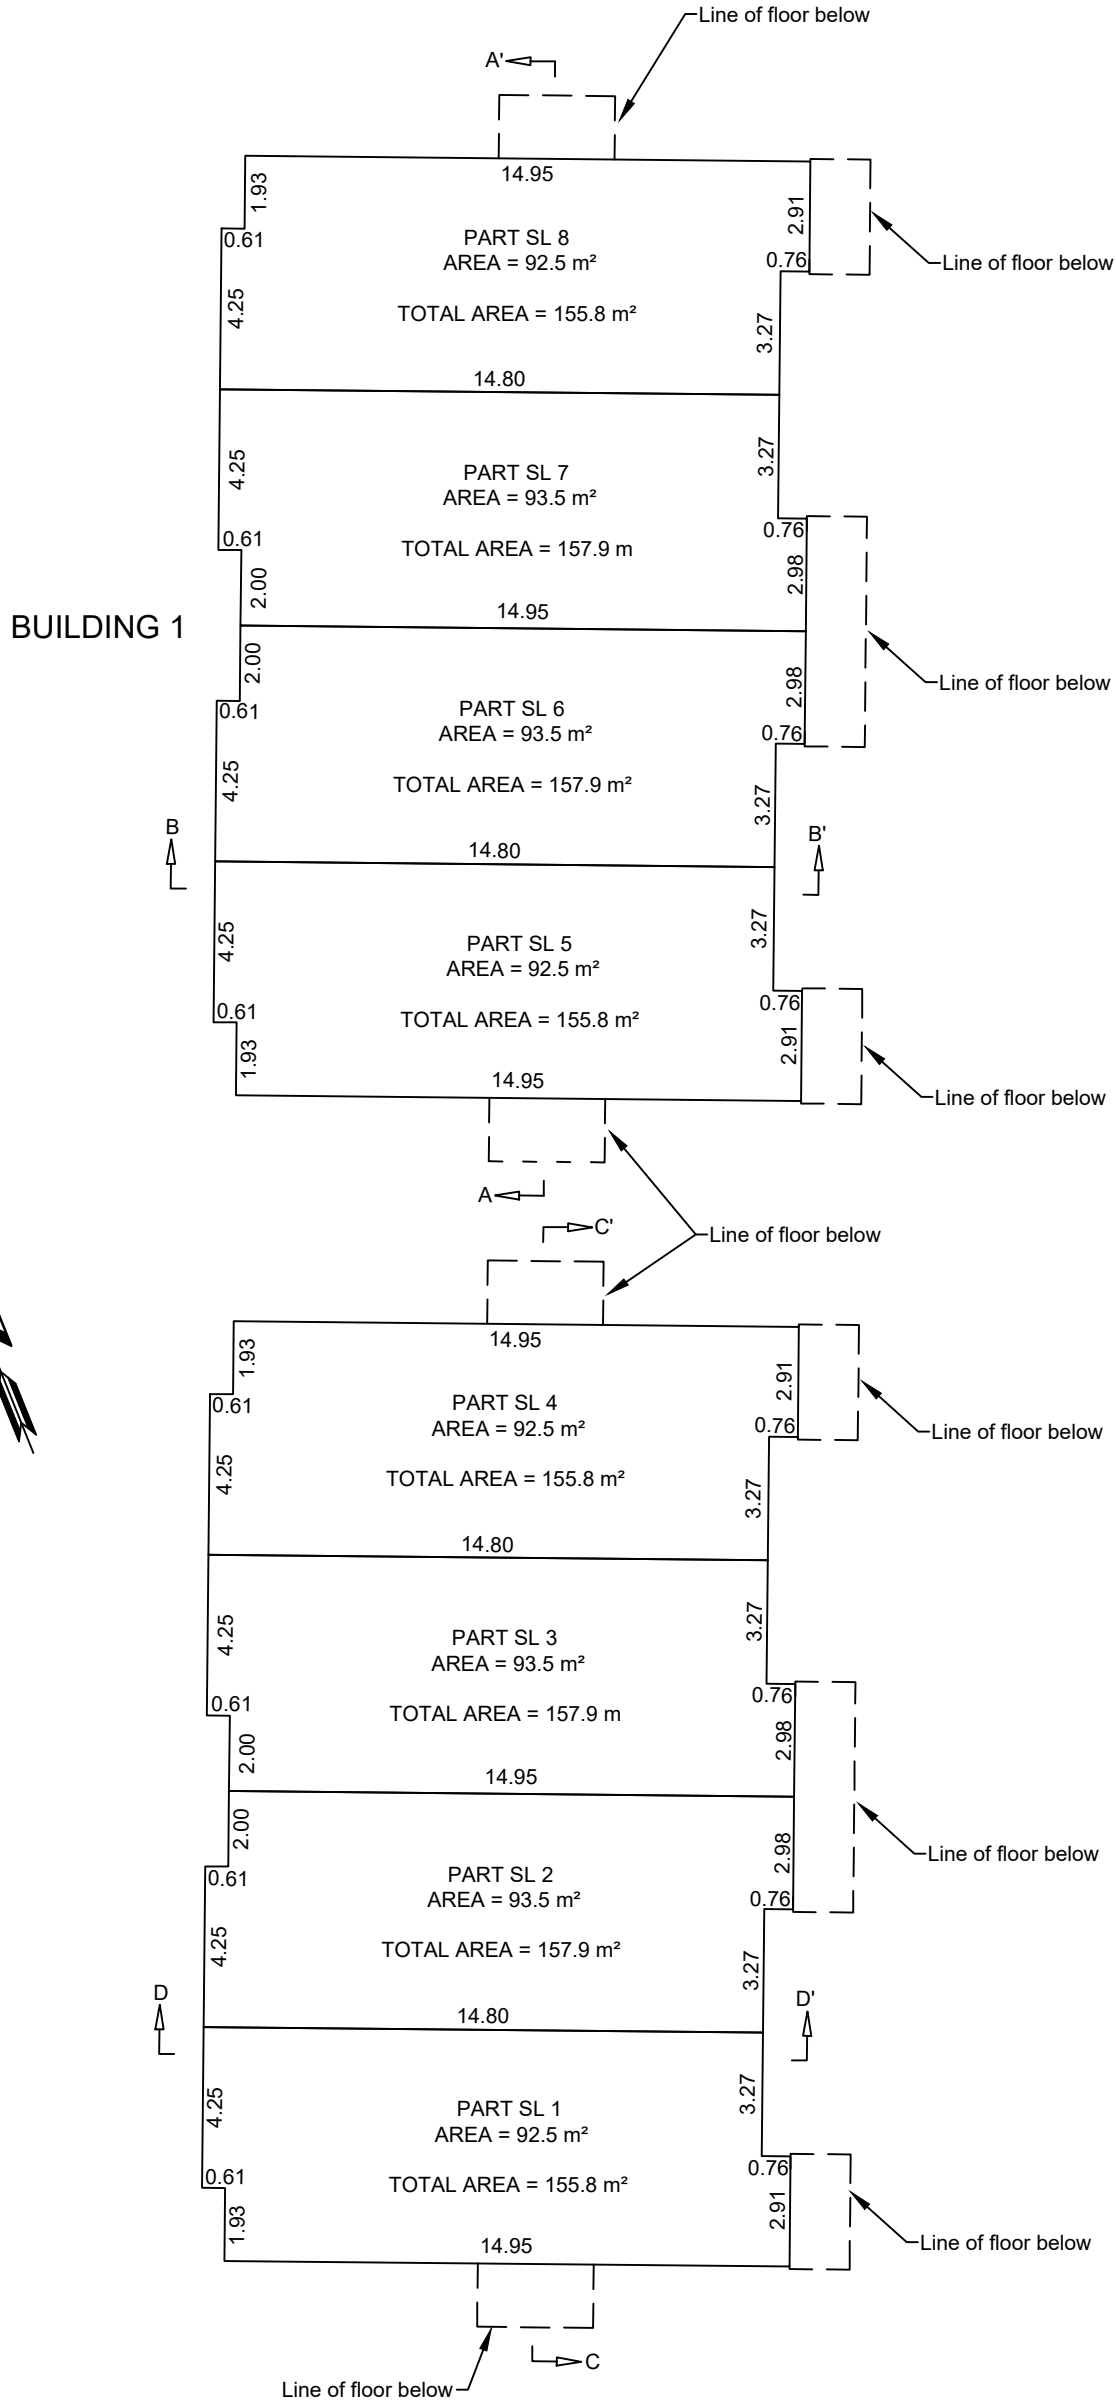 Line of floor below
A'
14.95
1.93
2.91
0.61
PART SL 8
AREA = 92.5 m²
0.76
Line of floor below
4.25
TOTAL AREA = 155.8 m²
3.27
14.80
4.25
PART SL 7
AREA = 93.5 m²
3.27
0.61
TOTAL AREA = 157.9 m
0.76
2.00
2.98
14.95
BUILDING 1
2.00
2.98
Line of floor below
0.61
PART SL 6
AREA = 93.5 m²
0.76
4.25
TOTAL AREA = 157.9 m²
3.27
B
B'
14.80
4.25
PART SL 5
AREA = 92.5 m²
3.27
0.61
TOTAL AREA = 155.8 m²
0.76
1.93
2.91
14.95
Line of floor below
A
C'
Line of floor below
14.95
1.93
2.91
0.61
PART SL 4
AREA = 92.5 m²
0.76
Line of floor below
4.25
TOTAL AREA = 155.8 m²
3.27
14.80
4.25
PART SL 3
AREA = 93.5 m²
3.27
0.61
TOTAL AREA = 157.9 m
0.76
2.00
2.98
14.95
2.00
2.98
Line of floor below
0.61
PART SL 2
AREA = 93.5 m²
0.76
4.25
TOTAL AREA = 157.9 m²
3.27
D
D'
14.80
4.25
PART SL 1
AREA = 92.5 m²
3.27
0.61
TOTAL AREA = 155.8 m²
0.76
1.93
2.91
14.95
Line of floor below
C
Line of floor below